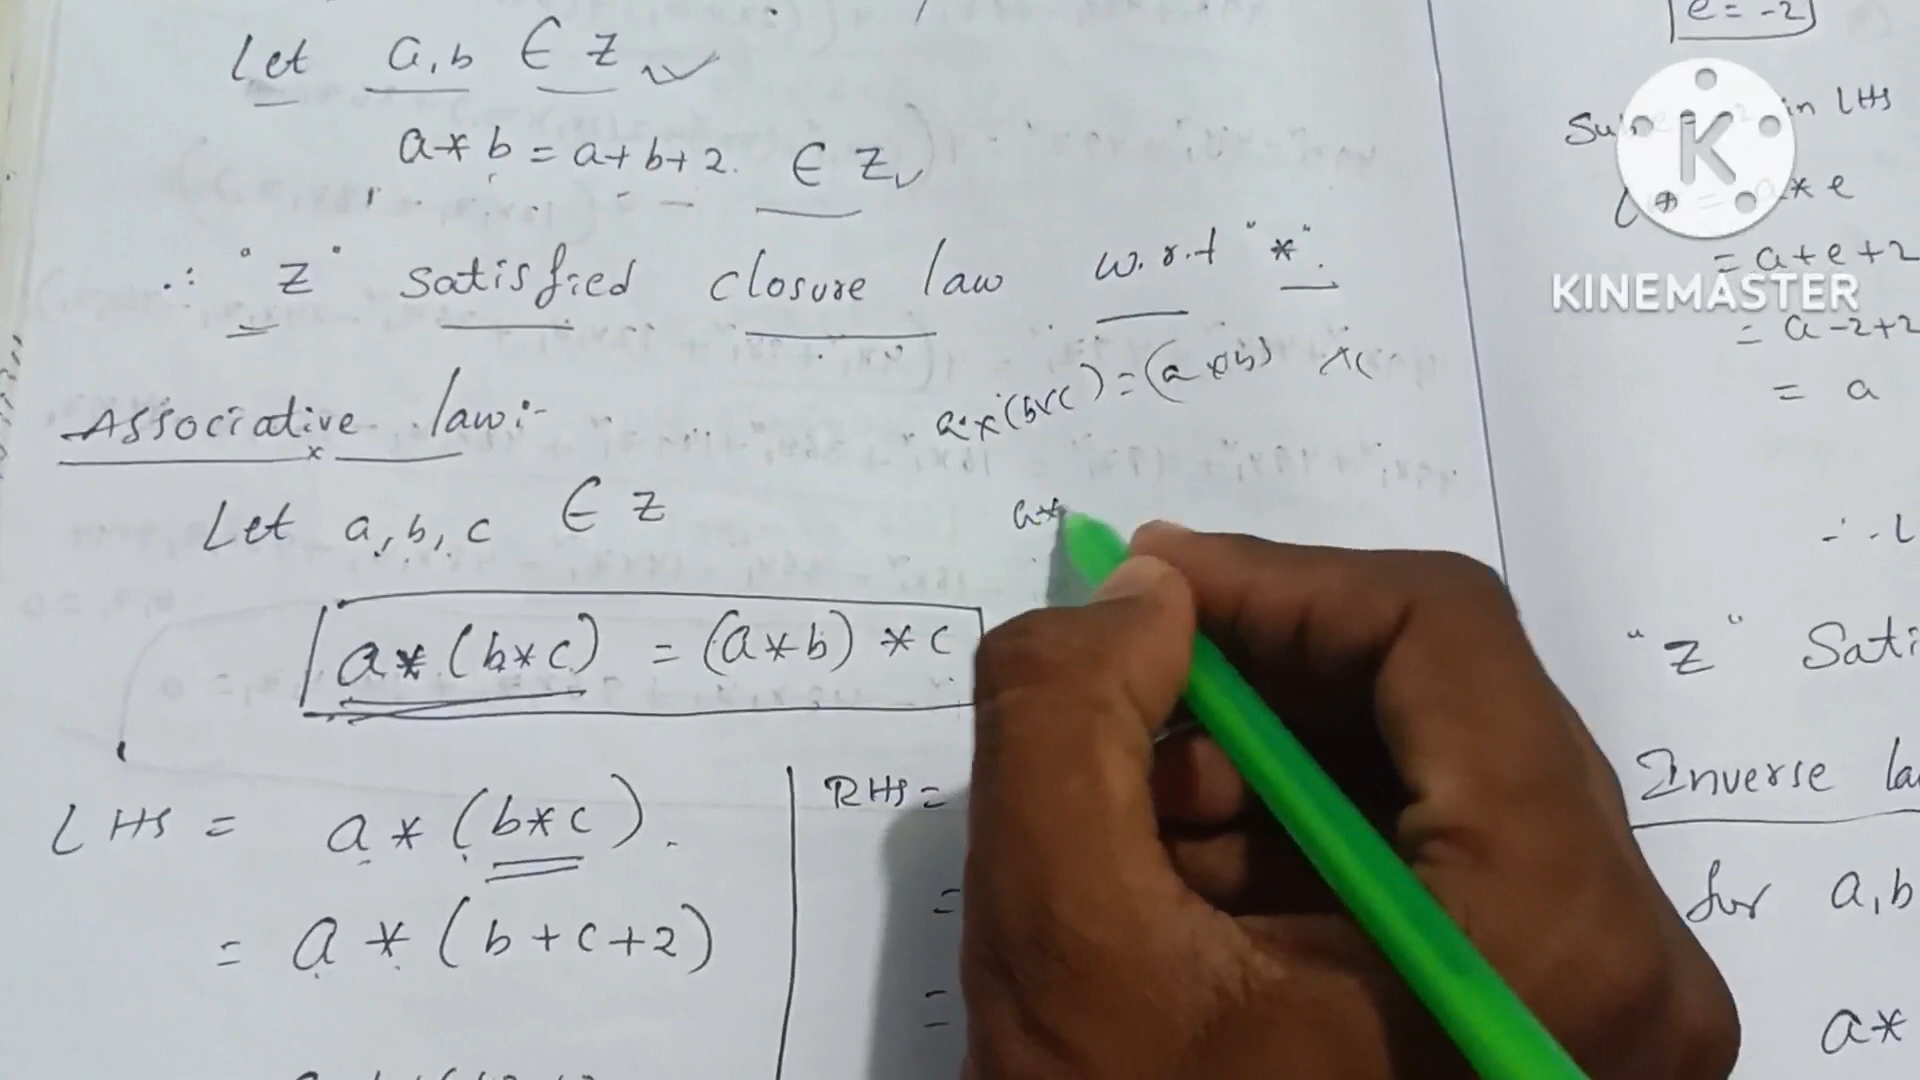 Let a,b ∈ Z
a * b = a+b+2. ∈ Z
∴ "Z" satisfied closure law w.r.t "*".
Associative law:-
a*(b*c) = (a*b) *c
Let a,b,c ∈ Z
a*
a*(b*c) = (a*b) *c
LHS = a*(b*c).
= a*(b+c+2)
RHS =
=
=
e = -2
in LHS
* e
= a+e+2
= a-2+2
= a
∴ L
"Z" Sati
Inverse la
for a,b
a*
KINEMASTER